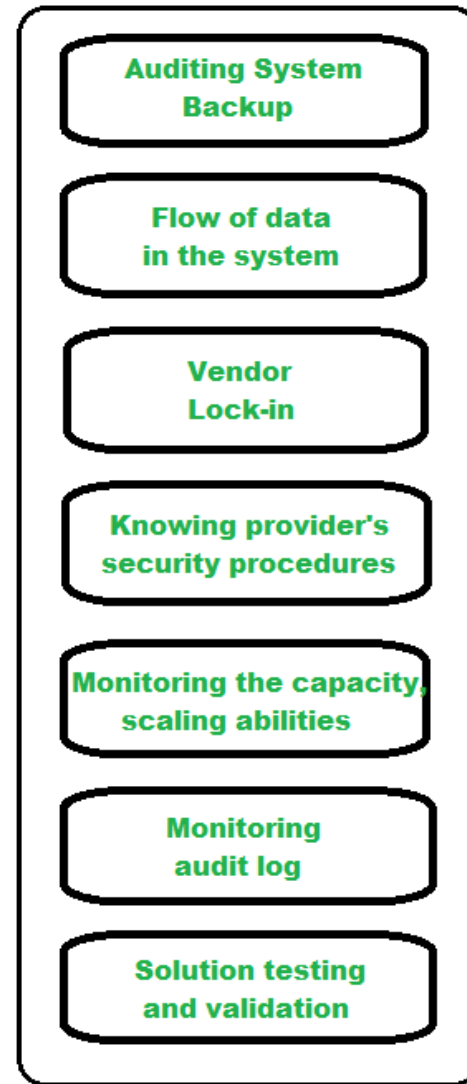 Auditing System
Backup
Flow of data
in the system
Vendor
Lock-in
Knowing provider's
security procedures
Monitoring the capacity,
scaling abilities
Monitoring
audit log
Solution testing
and validation